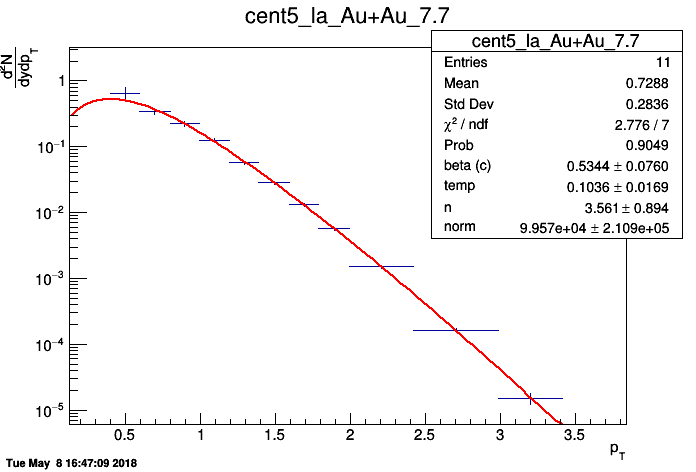 cent5_la_Au+Au_7.7
d²N
dydp_T
cent5_la_Au+Au_7.7
Entries 11
Mean 0.7288
Std Dev 0.2836
χ² / ndf 2.776 / 7
Prob 0.9049
beta (c) 0.5344 ± 0.0760
temp 0.1036 ± 0.0169
n 3.561 ± 0.894
norm 9.957e+04 ± 2.109e+05
1
10⁻¹
10⁻²
10⁻³
10⁻⁴
10⁻⁵
0.5 1 1.5 2 2.5 3 3.5
p_T
Tue May 8 16:47:09 2018